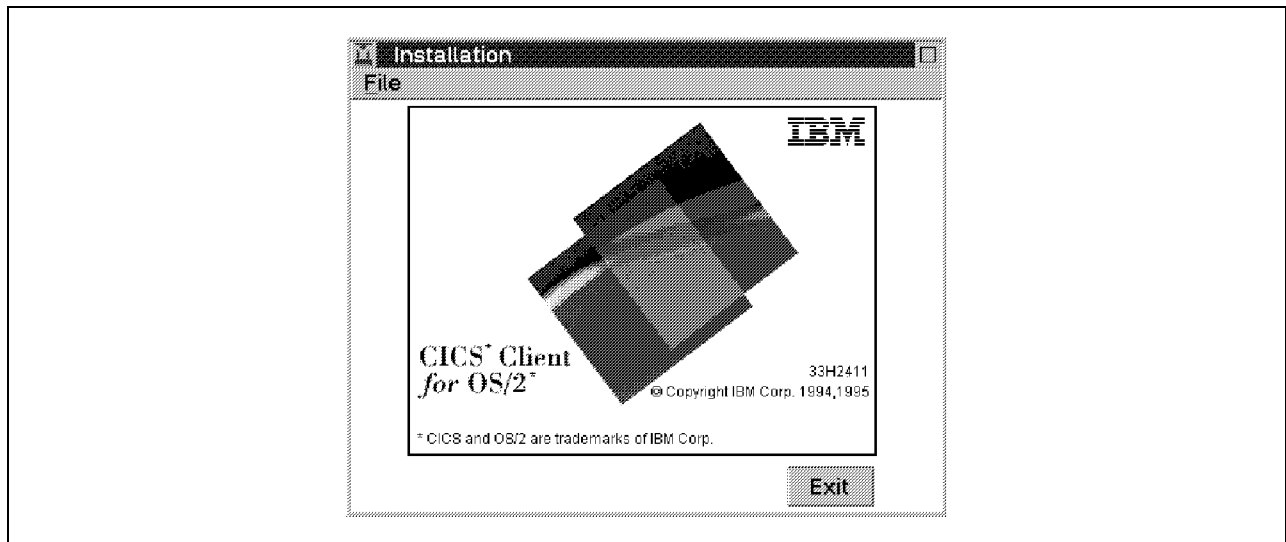 Installation
File
IBM
CICS* Client
for OS/2*
33H2411
© Copyright IBM Corp. 1994,1995
* CICS and OS/2 are trademarks of IBM Corp.
Exit